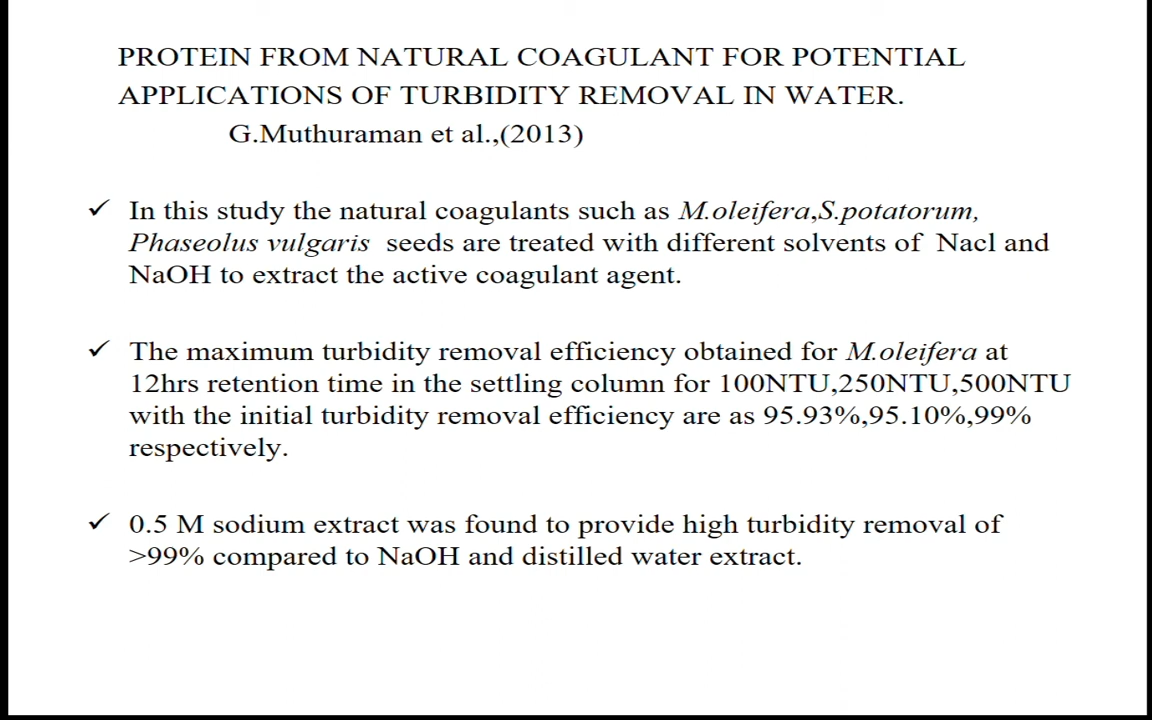 PROTEIN FROM NATURAL COAGULANT FOR POTENTIAL
APPLICATIONS OF TURBIDITY REMOVAL IN WATER.
G.Muthuraman et al.,(2013)
✓ In this study the natural coagulants such as M.oleifera,S.potatorum,
Phaseolus vulgaris seeds are treated with different solvents of Nacl and
NaOH to extract the active coagulant agent.
✓ The maximum turbidity removal efficiency obtained for M.oleifera at
12hrs retention time in the settling column for 100NTU,250NTU,500NTU
with the initial turbidity removal efficiency are as 95.93%,95.10%,99%
respectively.
✓ 0.5 M sodium extract was found to provide high turbidity removal of
>99% compared to NaOH and distilled water extract.